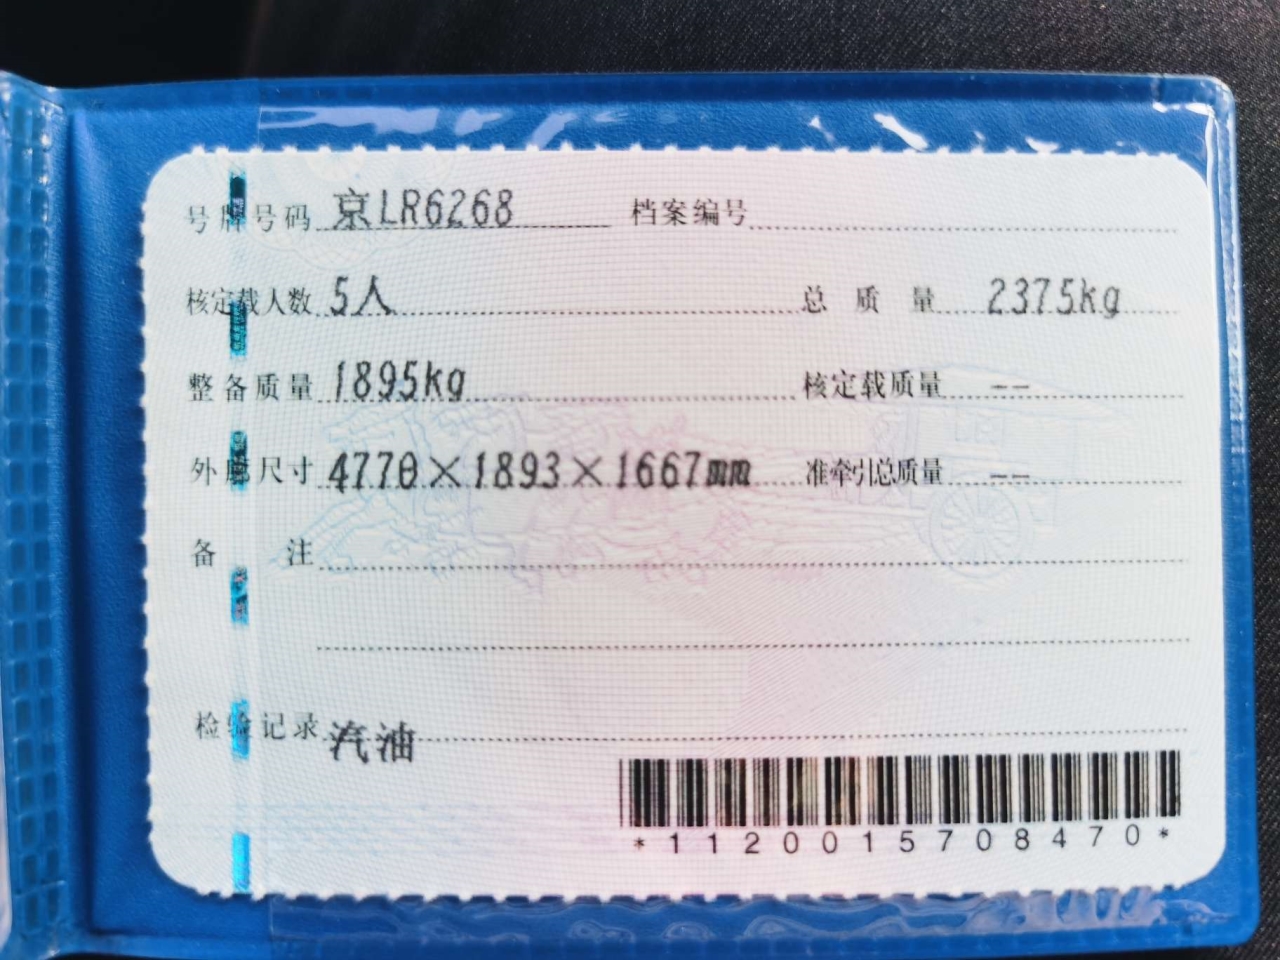 号牌号码 京LR6268 档案编号
核定载人数 5人 总质量 2375kg
整备质量 1895kg 核定载质量 --
外廓尺寸 4770×1893×1667mm 准牵引总质量 --
备注
检验记录 汽油
*1120015708470*